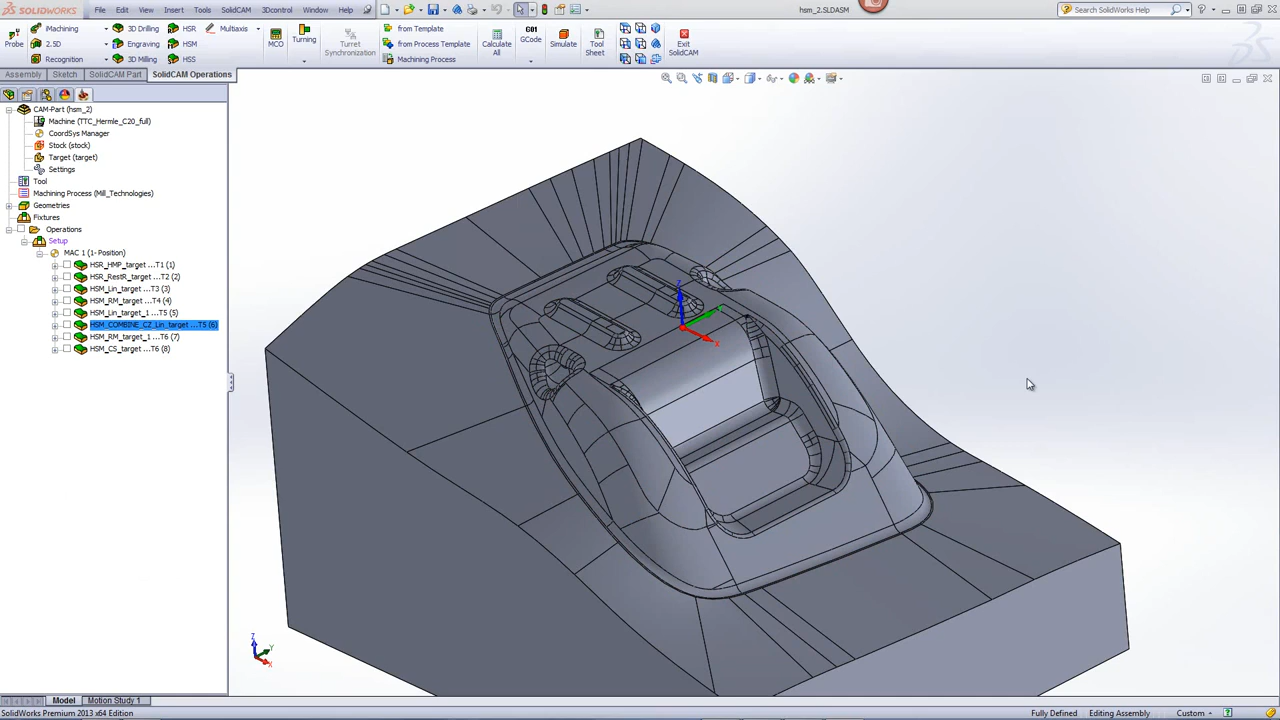 SOLIDWORKS File Edit View Insert Tools SolidCAM 3Dcontrol Window Help hsm_2.SLDASM Search SolidWorks Help
Probe
iMachining 3D Drilling HSR Multiaxis
2.5D Engraving HSM
Recognition 3D Milling HSS
MCO
Turning
Turret Synchronization
from Template
from Process Template
Machining Process
Calculate All
G01
GCode
Simulate
Tool Sheet
Exit SolidCAM
Assembly Sketch SolidCAM Part SolidCAM Operations
CAM-Part (hsm_2)
Machine (TTC_Hermle_C20_full)
CoordSys Manager
Stock (stock)
Target (target)
Settings
Tool
Machining Process (Mill_Technologies)
Geometries
Fixtures
Operations
Setup
MAC 1 (1- Position)
HSR_HMP_target ...T1 (1)
HSR_RestR_target ...T2 (2)
HSM_Lin_target ...T3 (3)
HSM_RM_target ...T4 (4)
HSM_Lin_target_1 ...T5 (5)
HSM_COMBINE_CZ_Lin_target ...T5 (6)
HSM_RM_target_1 ...T6 (7)
HSM_CS_target ...T6 (8)
Z
X
Z
Y
X
Model Motion Study 1
SolidWorks Premium 2013 x64 Edition Fully Defined Editing Assembly Custom